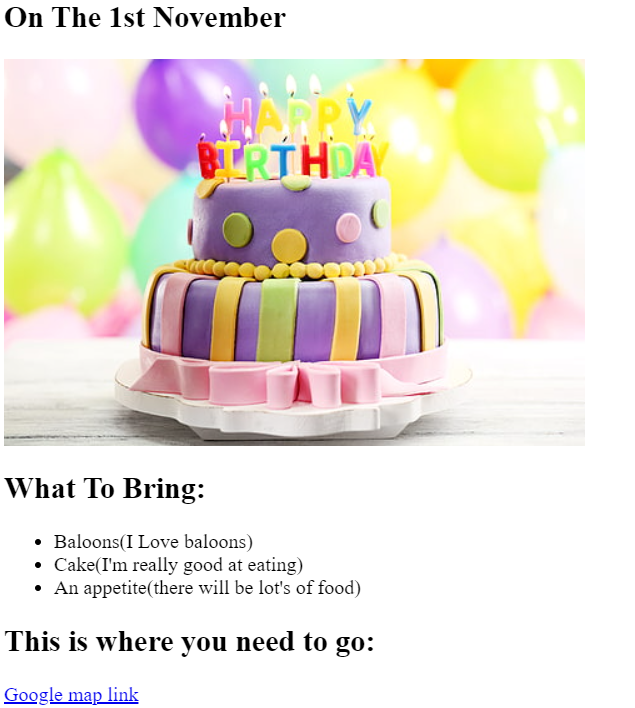 On The 1st November
HAPPY
BIRTHDAY
What To Bring:
Baloons(I Love baloons)
Cake(I'm really good at eating)
An appetite(there will be lot's of food)
This is where you need to go:
Google map link